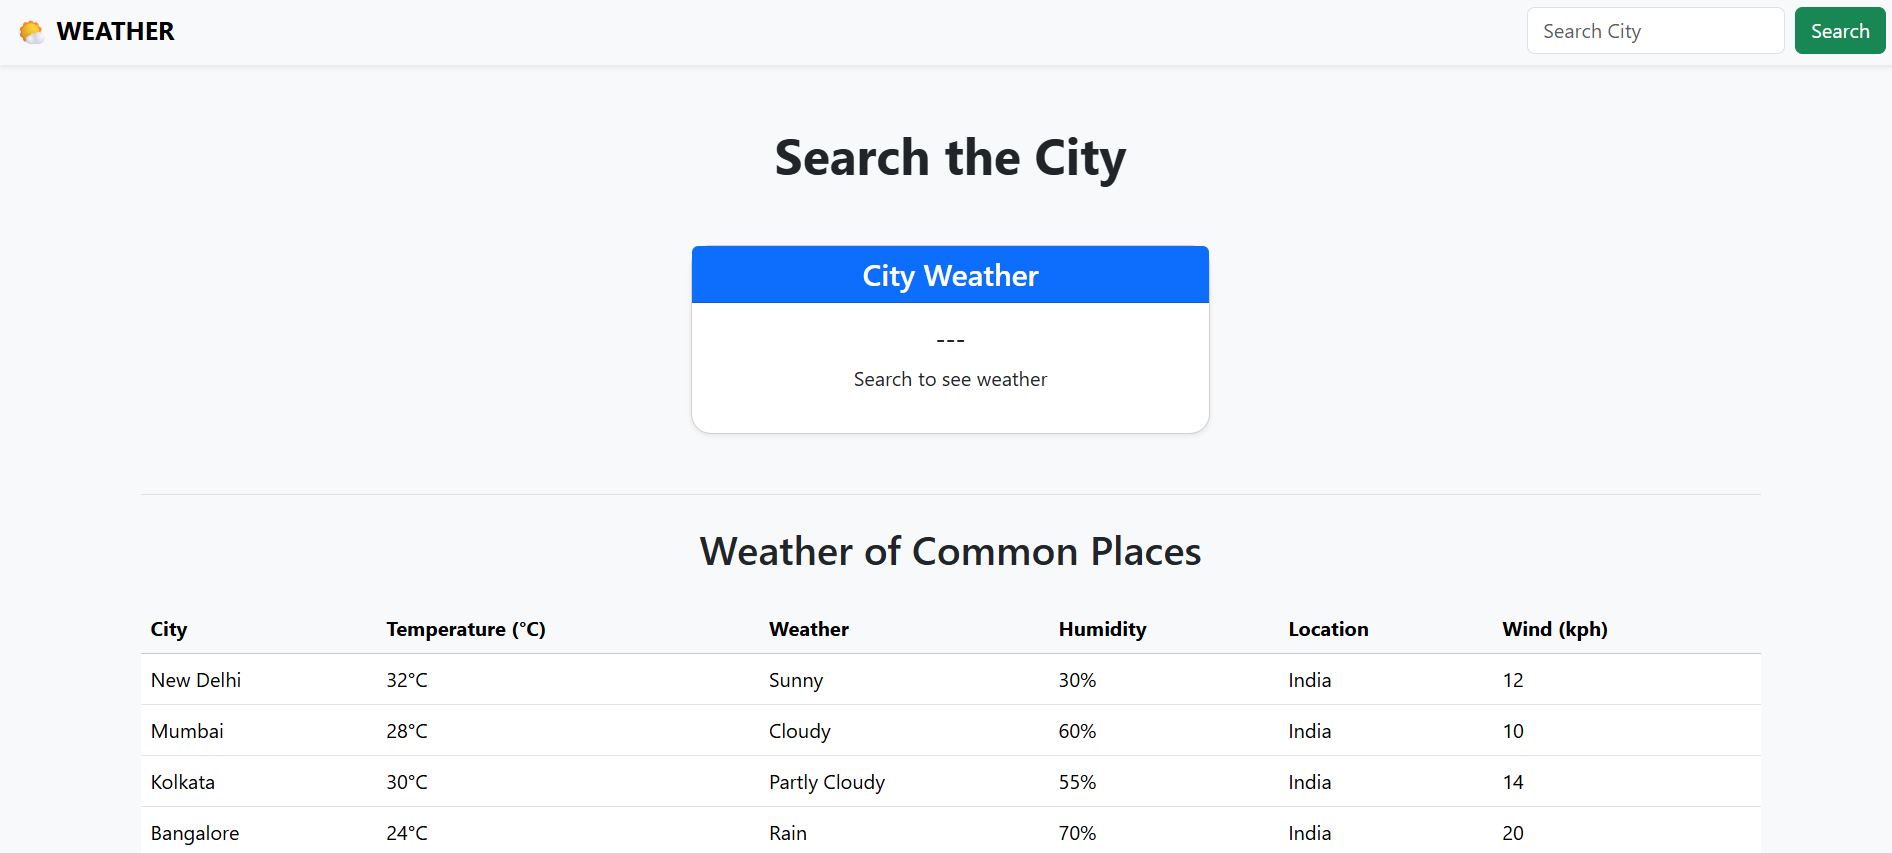 WEATHER
Search City
Search
Search the City
City Weather
---
Search to see weather
Weather of Common Places
City Temperature (°C) Weather Humidity Location Wind (kph)
New Delhi 32°C Sunny 30% India 12
Mumbai 28°C Cloudy 60% India 10
Kolkata 30°C Partly Cloudy 55% India 14
Bangalore 24°C Rain 70% India 20